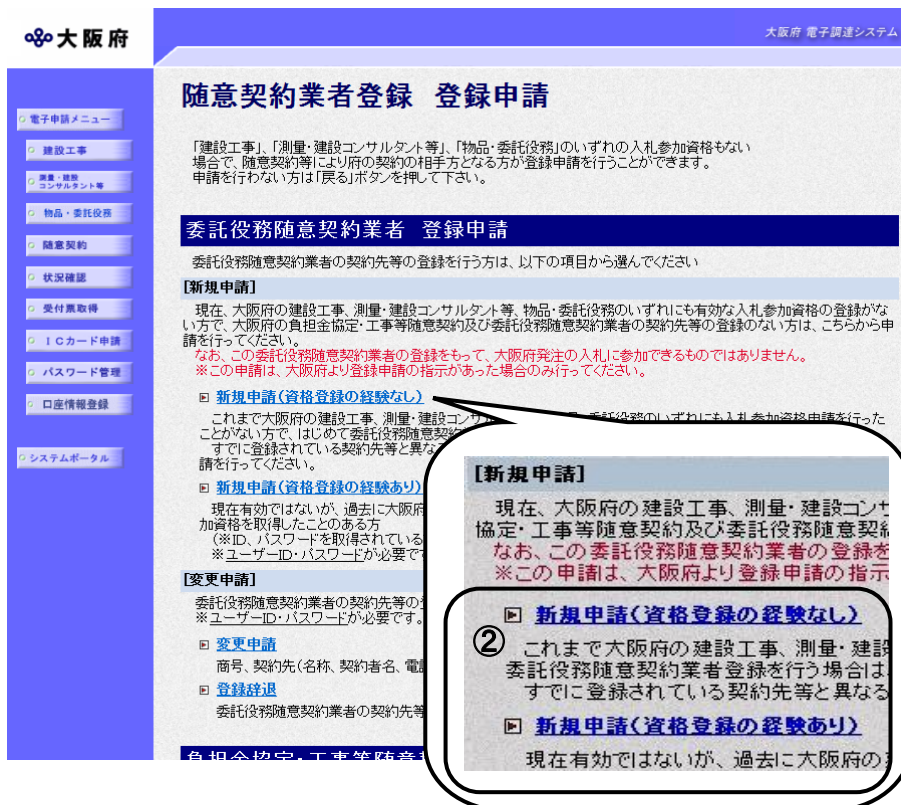 大阪府
大阪府 電子調達システム
電子申請メニュー
建設工事
測量・建設
コンサルタント等
物品・委託役務
随意契約
状況確認
受付票取得
ICカード申請
パスワード管理
口座情報登録
システムポータル
随意契約業者登録 登録申請
「建設工事」、「測量・建設コンサルタント等」、「物品・委託役務」のいずれの入札参加資格もない
場合で、随意契約等により府の契約の相手方となる方が登録申請を行うことができます。
申請を行わない方は「戻る」ボタンを押して下さい。
委託役務随意契約業者 登録申請
委託役務随意契約業者の契約先等の登録を行う方は、以下の項目から選んでください
[新規申請]
現在、大阪府の建設工事、測量・建設コンサルタント等、物品・委託役務のいずれにも有効な入札参加資格の登録がな
い方で、大阪府の負担金協定・工事等随意契約及び委託役務随意契約業者の契約先等の登録のない方は、こちらから申
請を行ってください。
なお、この委託役務随意契約業者の登録をもって、大阪府発注の入札に参加できるものではありません。
※この申請は、大阪府より登録申請の指示があった場合のみ行ってください。
新規申請(資格登録の経験なし)
これまで大阪府の建設工事、測量・建設コンサ 委託役務のいずれにも入札参加資格申請を行った
ことがない方で、はじめて委託役務随意契
すでに登録されている契約先等と異な
請を行ってください。
新規申請(資格登録の経験あり)
現在有効ではないが、過去に大阪府
加資格を取得したことのある方
(※ID、パスワードを取得されている
※ユーザーID・パスワードが必要で
[変更申請]
委託役務随意契約業者の契約先等の
※ユーザーID・パスワードが必要です。
変更申請
商号、契約先(名称、契約者名、電
登録辞退
委託役務随意契約業者の契約先等
負担金協定・工事等随意
[新規申請]
現在、大阪府の建設工事、測量・建設コンサ
協定・工事等随意契約及び委託役務随意契
なお、この委託役務随意契約業者の登録を
※この申請は、大阪府より登録申請の指示
新規申請(資格登録の経験なし)
②
これまで大阪府の建設工事、測量・建設
委託役務随意契約業者登録を行う場合は
すでに登録されている契約先等と異なる
新規申請(資格登録の経験あり)
現在有効ではないが、過去に大阪府の